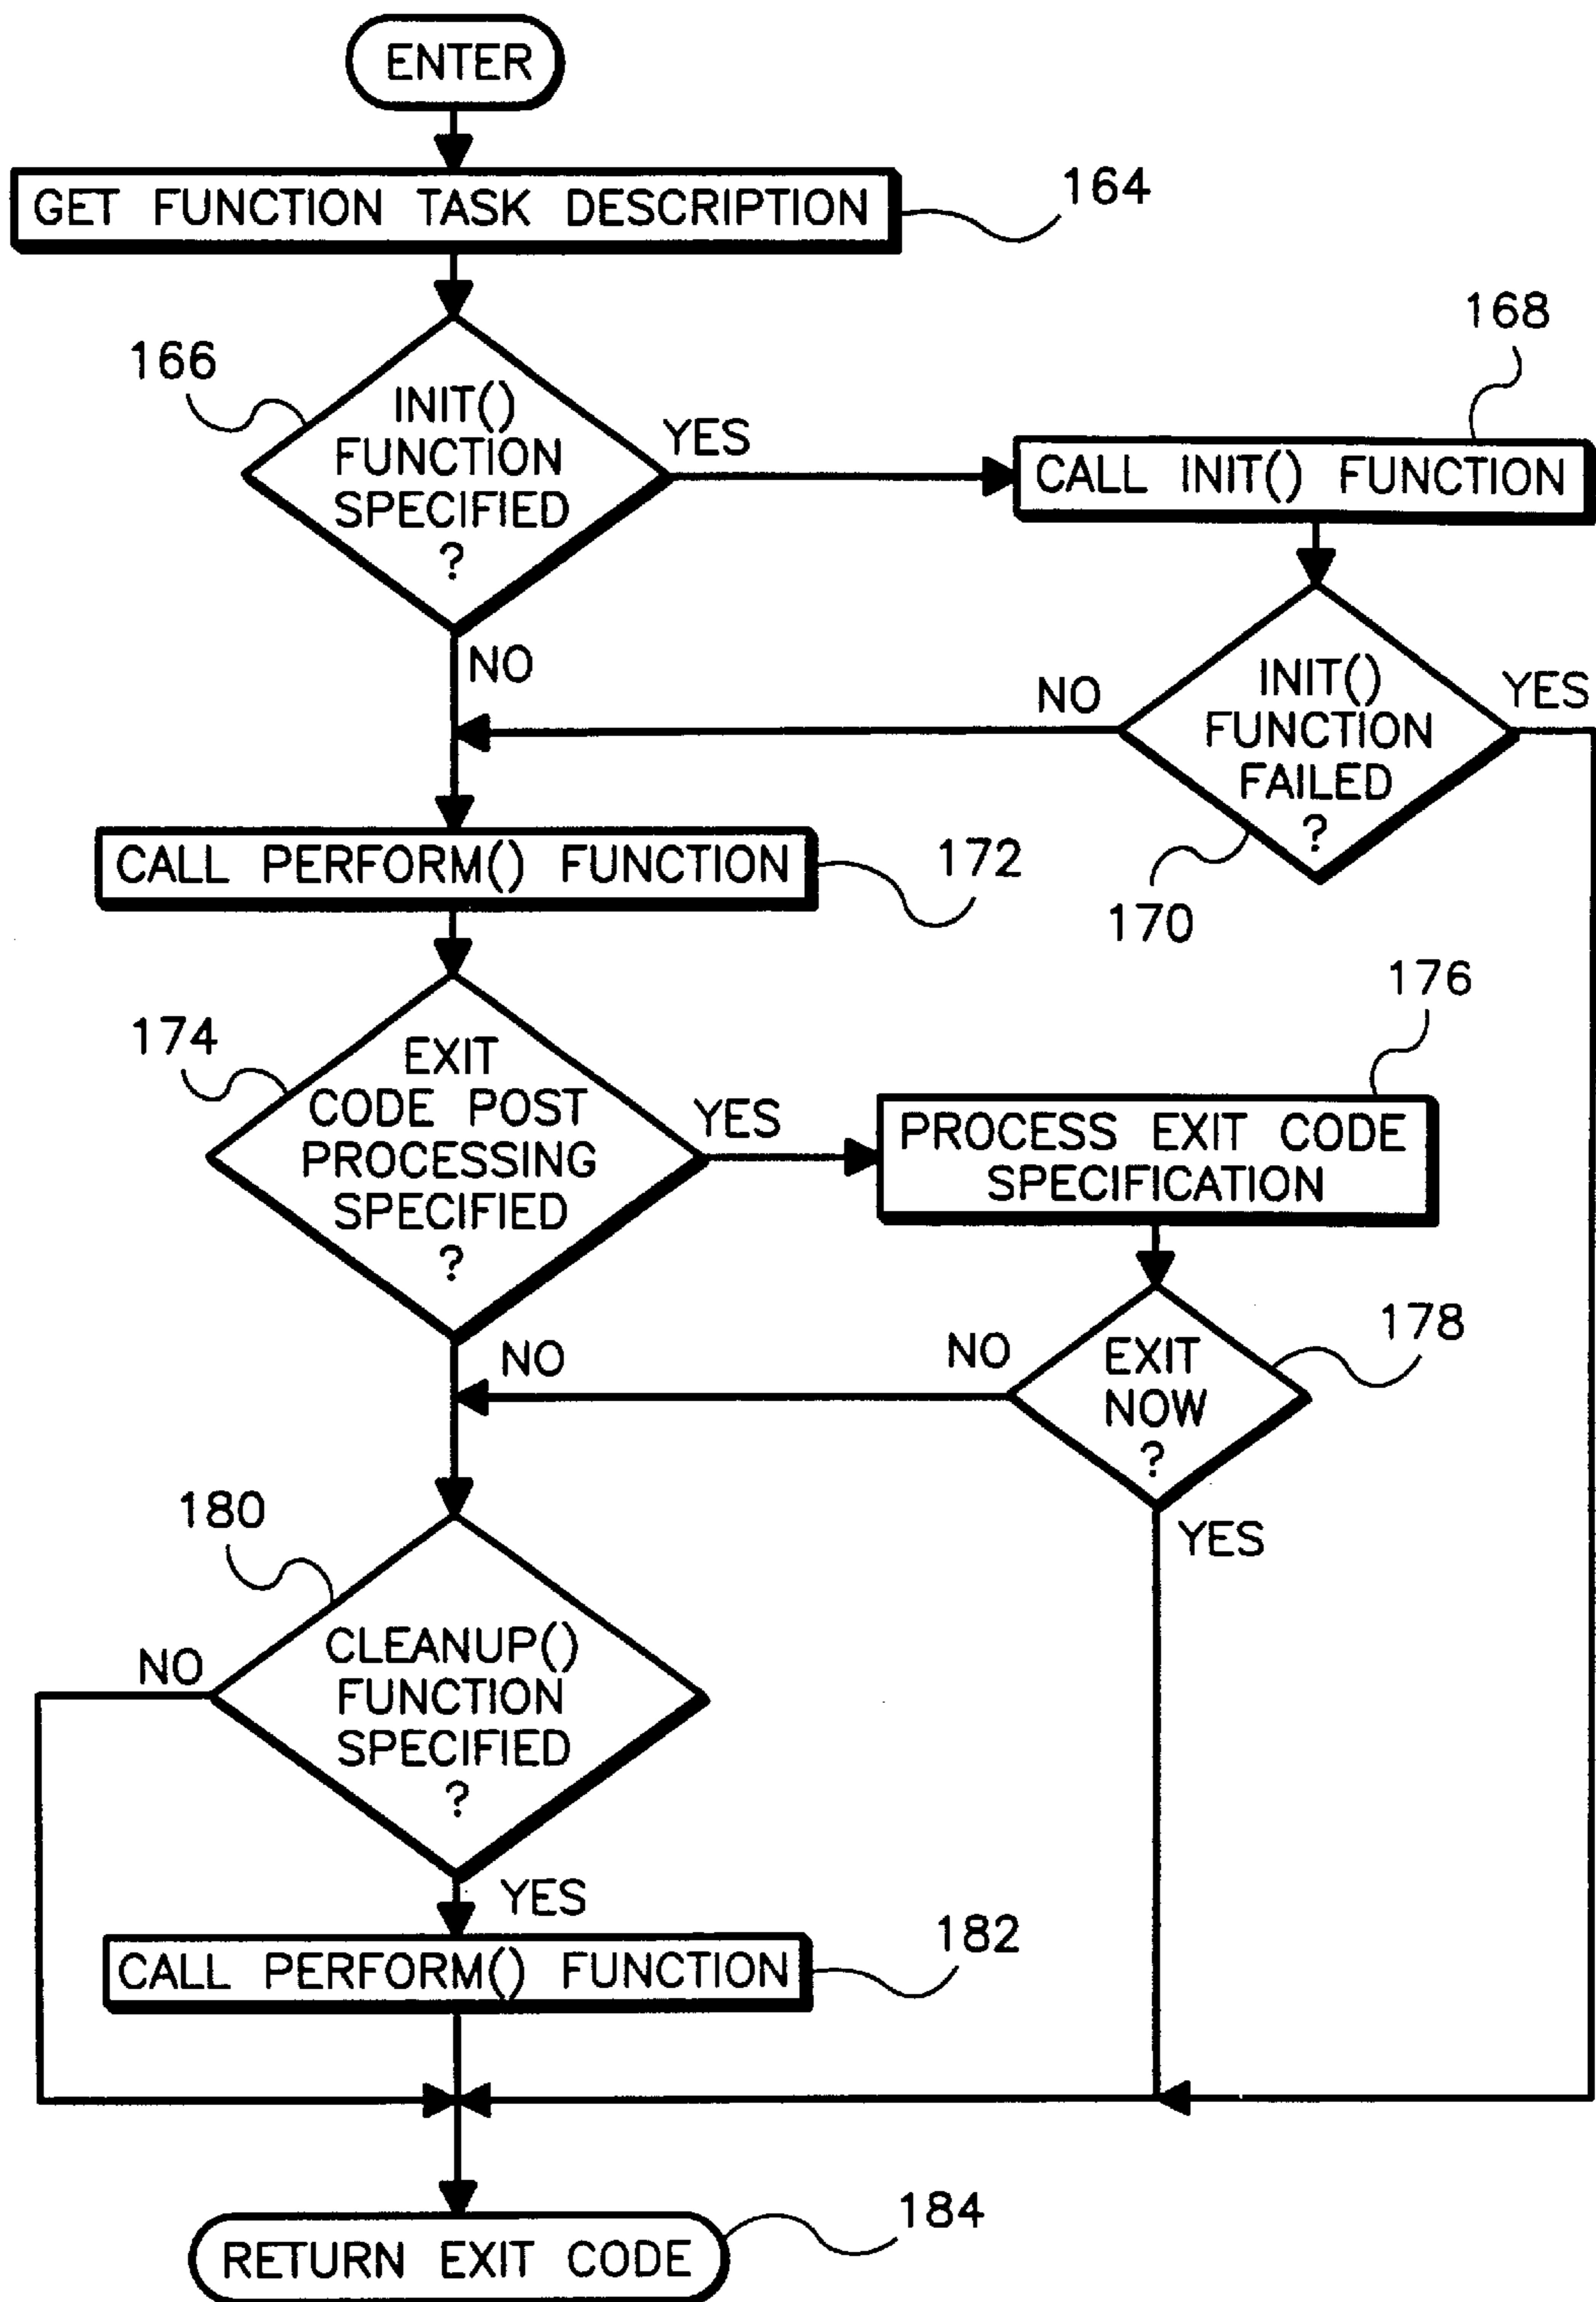 ENTER
GET FUNCTION TASK DESCRIPTION
164
166
INIT()
FUNCTION
SPECIFIED
?
YES
168
CALL INIT() FUNCTION
NO
NO
INIT()
FUNCTION
FAILED
?
YES
170
CALL PERFORM() FUNCTION
172
174
EXIT
CODE POST
PROCESSING
SPECIFIED
?
YES
176
PROCESS EXIT CODE
SPECIFICATION
NO
NO
EXIT
NOW
?
178
YES
180
NO
CLEANUP()
FUNCTION
SPECIFIED
?
YES
CALL PERFORM() FUNCTION
182
RETURN EXIT CODE
184